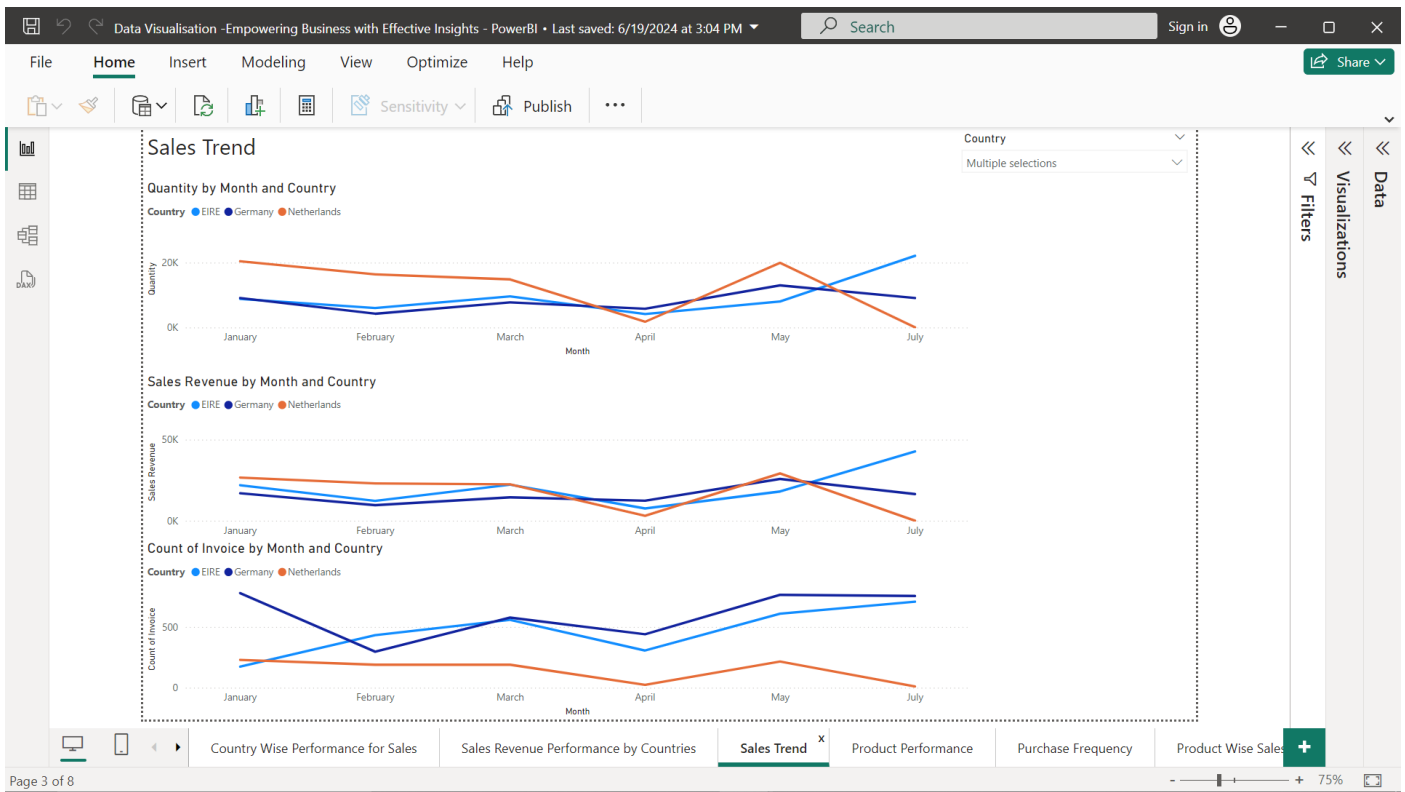 Data Visualisation -Empowering Business with Effective Insights - PowerBI • Last saved: 6/19/2024 at 3:04 PM
Search
Sign in
File Home Insert Modeling View Optimize Help
Share
Sensitivity
Publish
Sales Trend
Country
Multiple selections
Quantity by Month and Country
Country EIRE Germany Netherlands
Quantity
20K
0K
January February March April May July
Month
Sales Revenue by Month and Country
Country EIRE Germany Netherlands
Sales Revenue
50K
0K
January February March April May July
Count of Invoice by Month and Country
Country EIRE Germany Netherlands
Count of Invoice
500
0
January February March April May July
Month
Filters
Visualizations
Data
DAX
Country Wise Performance for Sales
Sales Revenue Performance by Countries
Sales Trend
x
Product Performance
Purchase Frequency
Product Wise Sales
+
Page 3 of 8
- + 75%